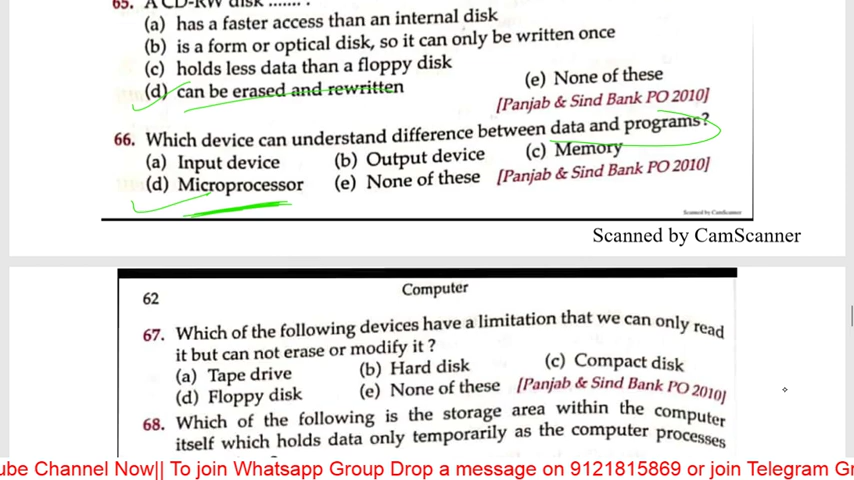 65. A CD-RW disk ....... .
(a) has a faster access than an internal disk
(b) is a form or optical disk, so it can only be written once
(c) holds less data than a floppy disk
(d) can be erased and rewritten (e) None of these
[Panjab & Sind Bank PO 2010]
66. Which device can understand difference between data and programs?
(a) Input device (b) Output device (c) Memory
(d) Microprocessor (e) None of these [Panjab & Sind Bank PO 2010]
Scanned by CamScanner
Scanned by CamScanner
62 Computer
67. Which of the following devices have a limitation that we can only read
it but can not erase or modify it ?
(a) Tape drive (b) Hard disk (c) Compact disk
(d) Floppy disk (e) None of these [Panjab & Sind Bank PO 2010]
68. Which of the following is the storage area within the computer
itself which holds data only temporarily as the computer processes
ube Channel Now|| To join Whatsapp Group Drop a message on 9121815869 or join Telegram Gr